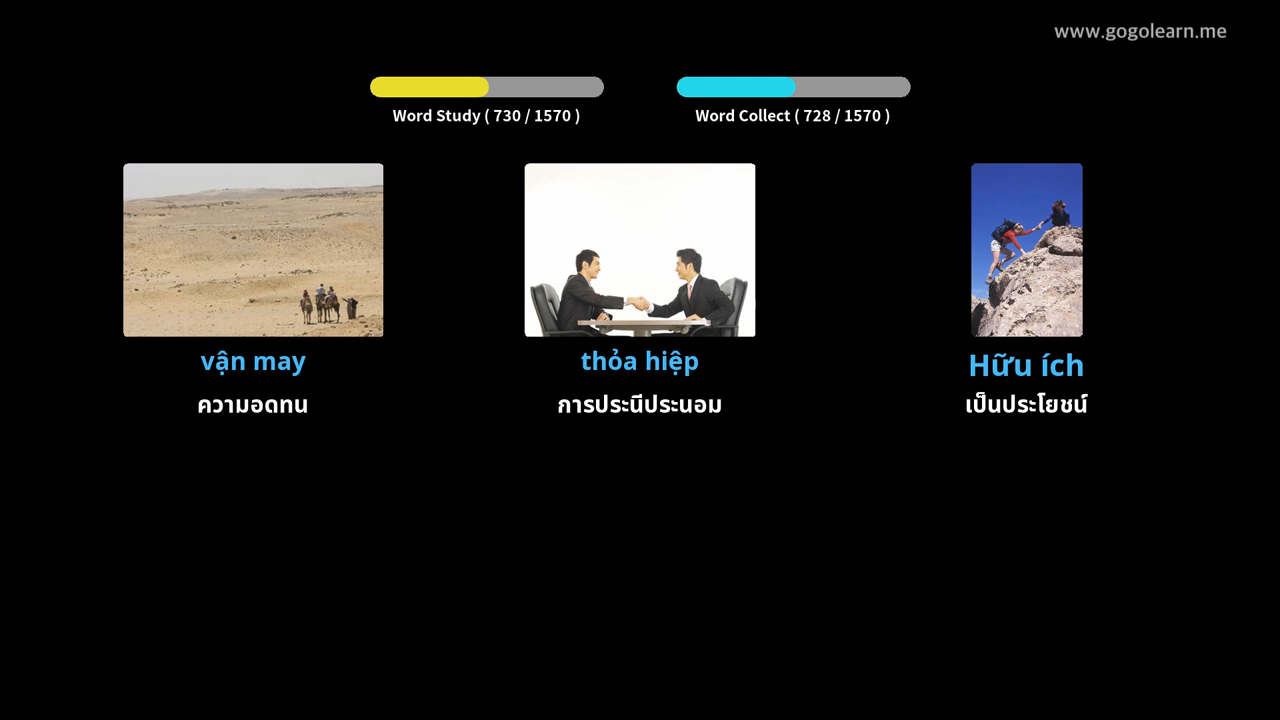 www.gogolearn.me
Word Study ( 730 / 1570 )
Word Collect ( 728 / 1570 )
vận may
thỏa hiệp
Hữu ích
ความอดทน
การประนีประนอม
เป็นประโยชน์